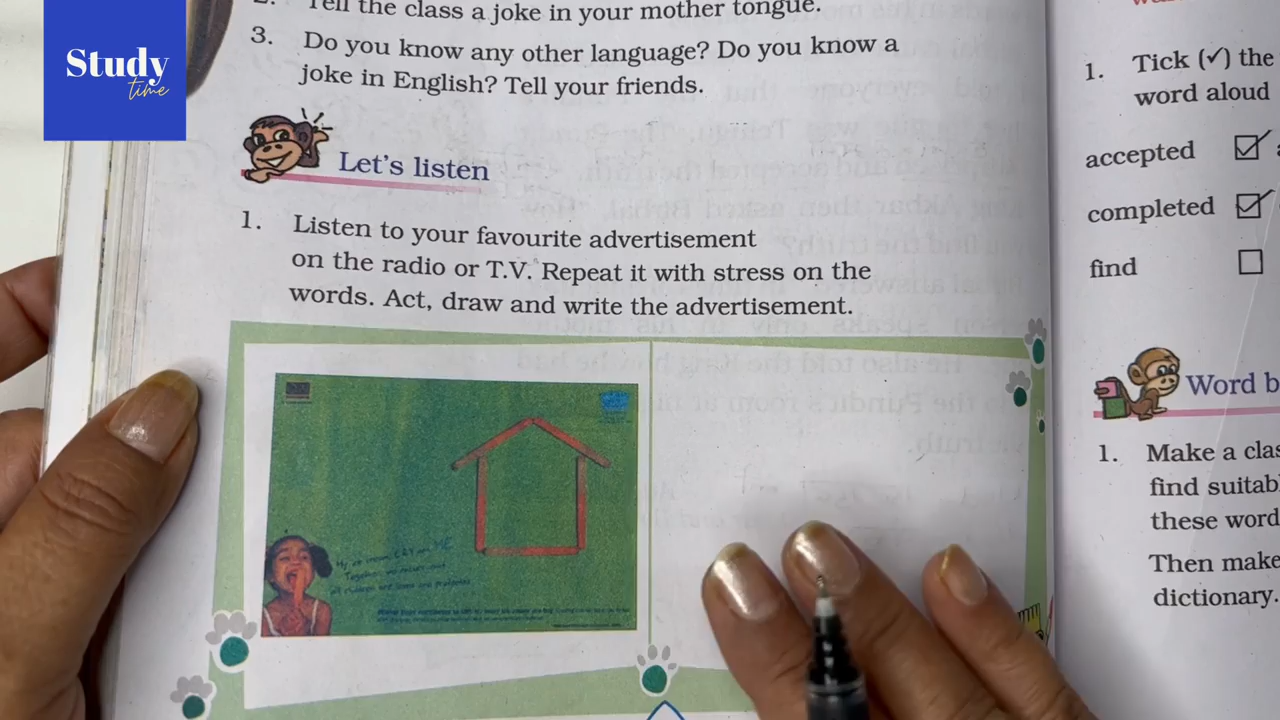 Study
time
2. Tell the class a joke in your mother tongue.
3. Do you know any other language? Do you know a
joke in English? Tell your friends.
Let's listen
1. Listen to your favourite advertisement
on the radio or T.V. Repeat it with stress on the
words. Act, draw and write the advertisement.
1. Tick (✓) the
word aloud
accepted
completed
find
Word b
1. Make a clas
find suitabl
these word
Then make
dictionary.